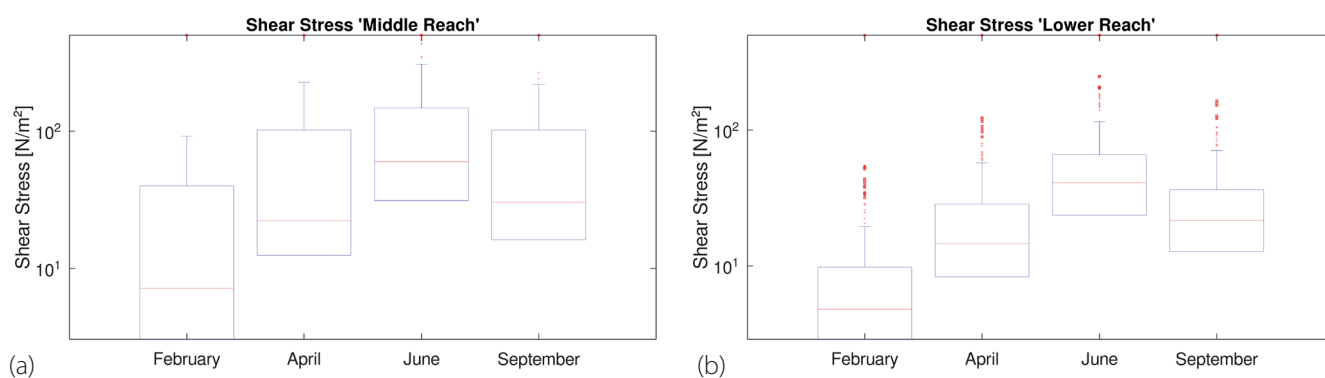 Shear Stress 'Middle Reach'
Shear Stress [N/m²]
10²
10¹
February April June September
(a)
Shear Stress 'Lower Reach'
Shear Stress [N/m²]
10²
10¹
February April June September
(b)